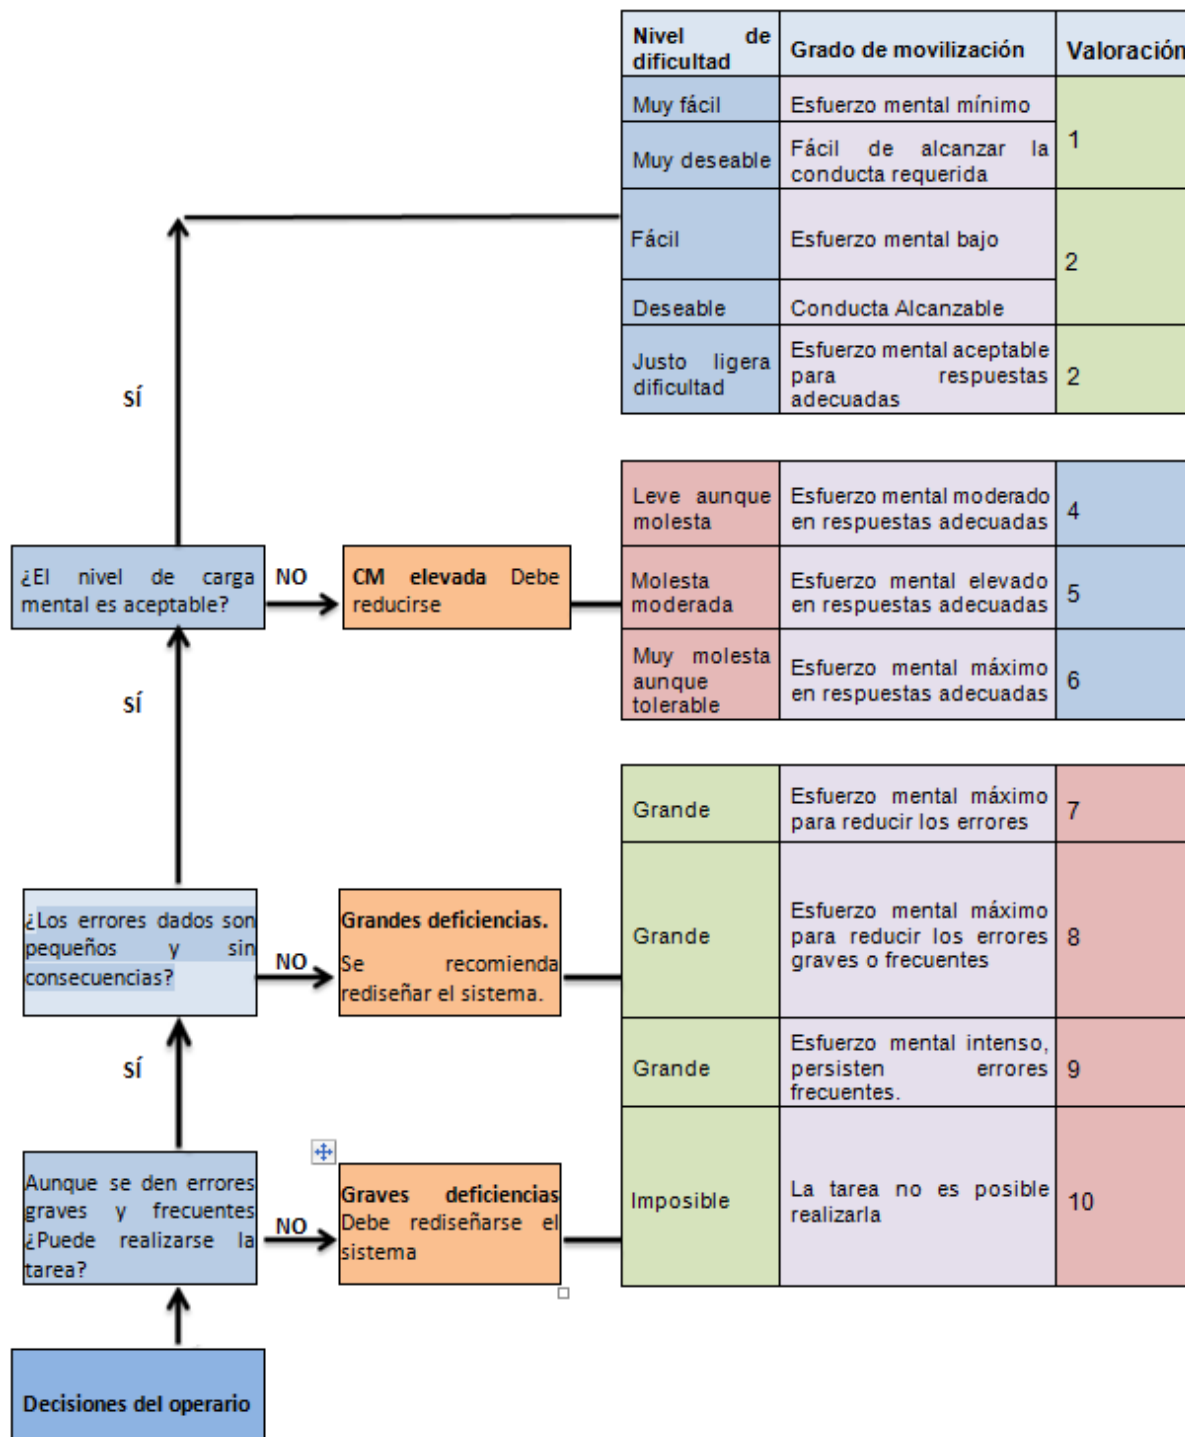 Nivel de
dificultad
Grado de movilización
Valoración
Muy fácil
Esfuerzo mental mínimo
1
Muy deseable
Fácil de alcanzar la
conducta requerida
Fácil
Esfuerzo mental bajo
2
Deseable
Conducta Alcanzable
Justo ligera
dificultad
Esfuerzo mental aceptable
para respuestas
adecuadas
2
SÍ
Leve aunque
molesta
Esfuerzo mental moderado
en respuestas adecuadas
4
¿El nivel de carga
mental es aceptable?
NO
CM elevada Debe
reducirse
Molesta
moderada
Esfuerzo mental elevado
en respuestas adecuadas
5
Muy molesta
aunque
tolerable
Esfuerzo mental máximo
en respuestas adecuadas
6
SÍ
Grande
Esfuerzo mental máximo
para reducir los errores
7
¿Los errores dados son
pequeños y sin
consecuencias?
NO
Grandes deficiencias.
Se recomienda
rediseñar el sistema.
Grande
Esfuerzo mental máximo
para reducir los errores
graves o frecuentes
8
SÍ
Grande
Esfuerzo mental intenso,
persisten errores
frecuentes.
9
Aunque se den errores
graves y frecuentes
¿Puede realizarse la
tarea?
NO
Graves deficiencias
Debe rediseñarse el
sistema
Imposible
La tarea no es posible
realizarla
10
Decisiones del operario